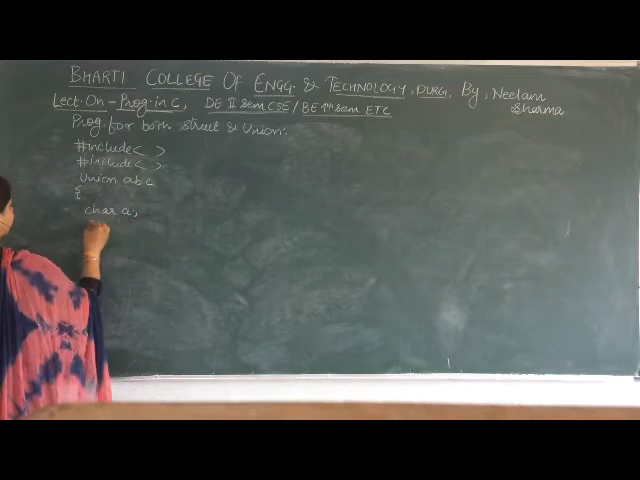 BHARTI COLLEGE OF ENGG. & TECHNOLOGY, DURG, By, Neelam Sharma
Lect. On - Prog. in C, DE II sem CSE / BE 1th sem ETC
Prog. for both struct & Union:
#include< >
#include< >
Union abc
{
char a;